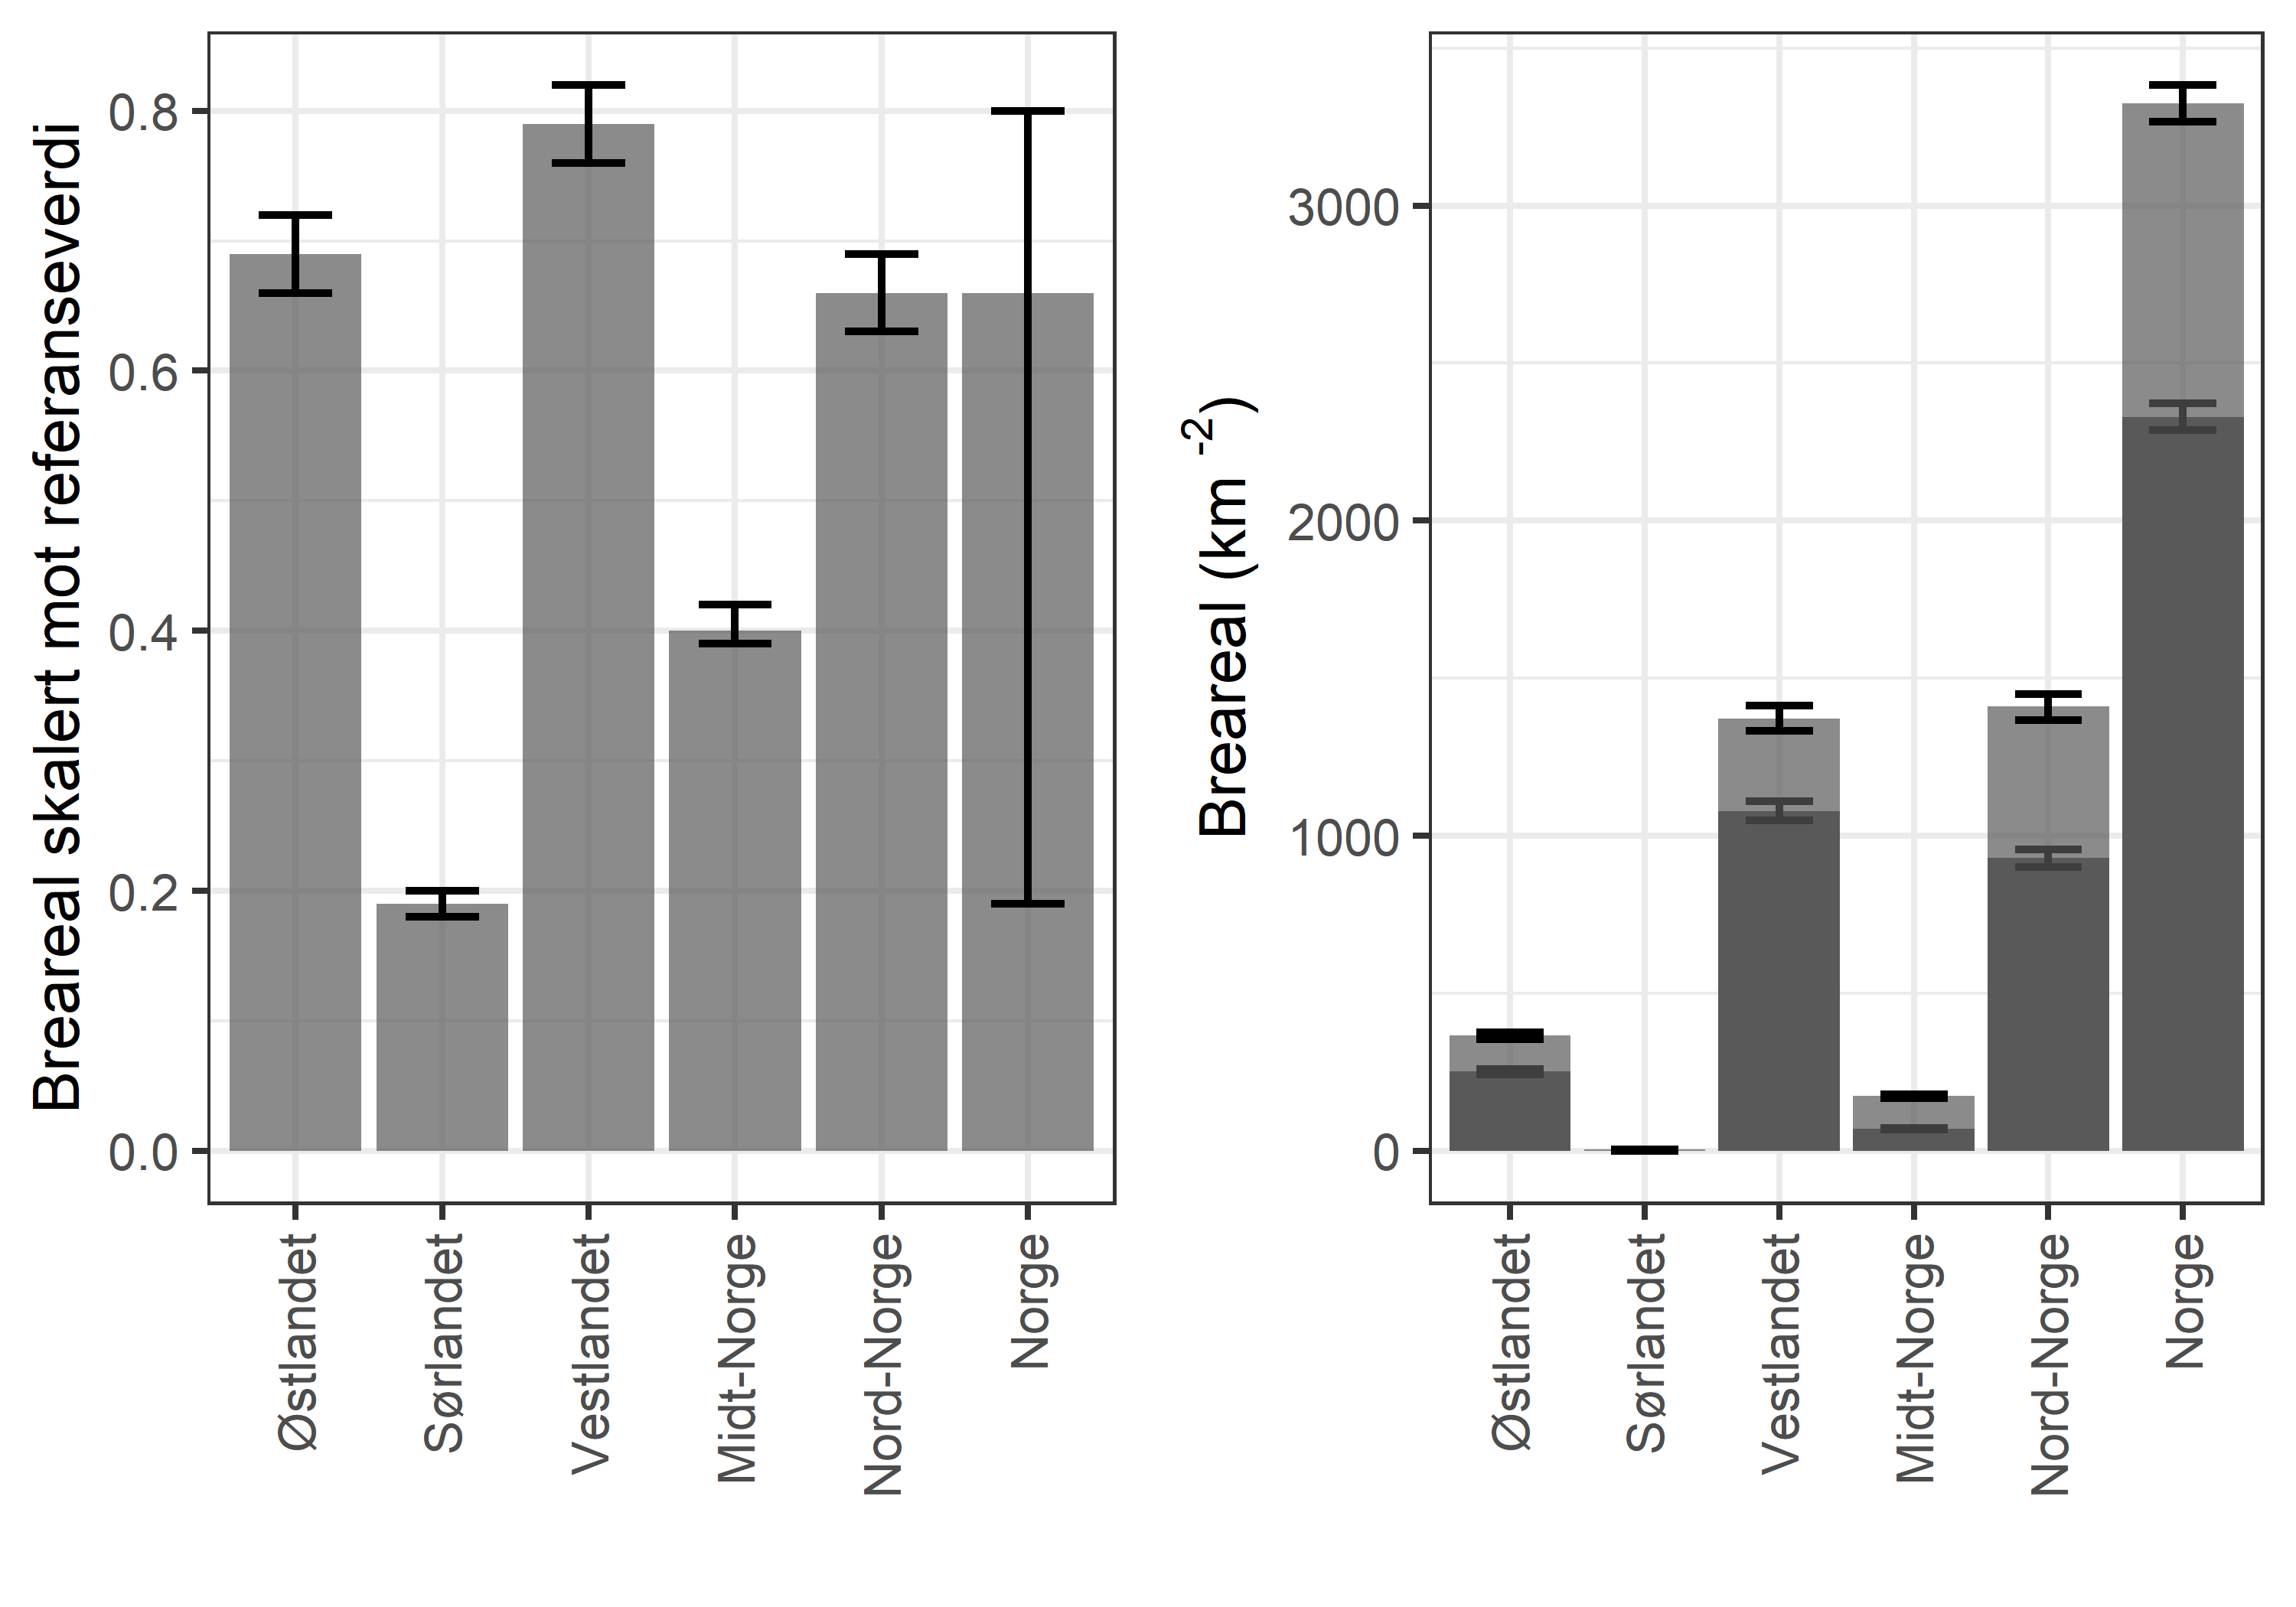 Breareal skalert mot referanseverdi
0.8
0.6
0.4
0.2
0.0
Østlandet
Sørlandet
Vestlandet
Midt-Norge
Nord-Norge
Norge
Breareal (km -2)
3000
2000
1000
0
Østlandet
Sørlandet
Vestlandet
Midt-Norge
Nord-Norge
Norge